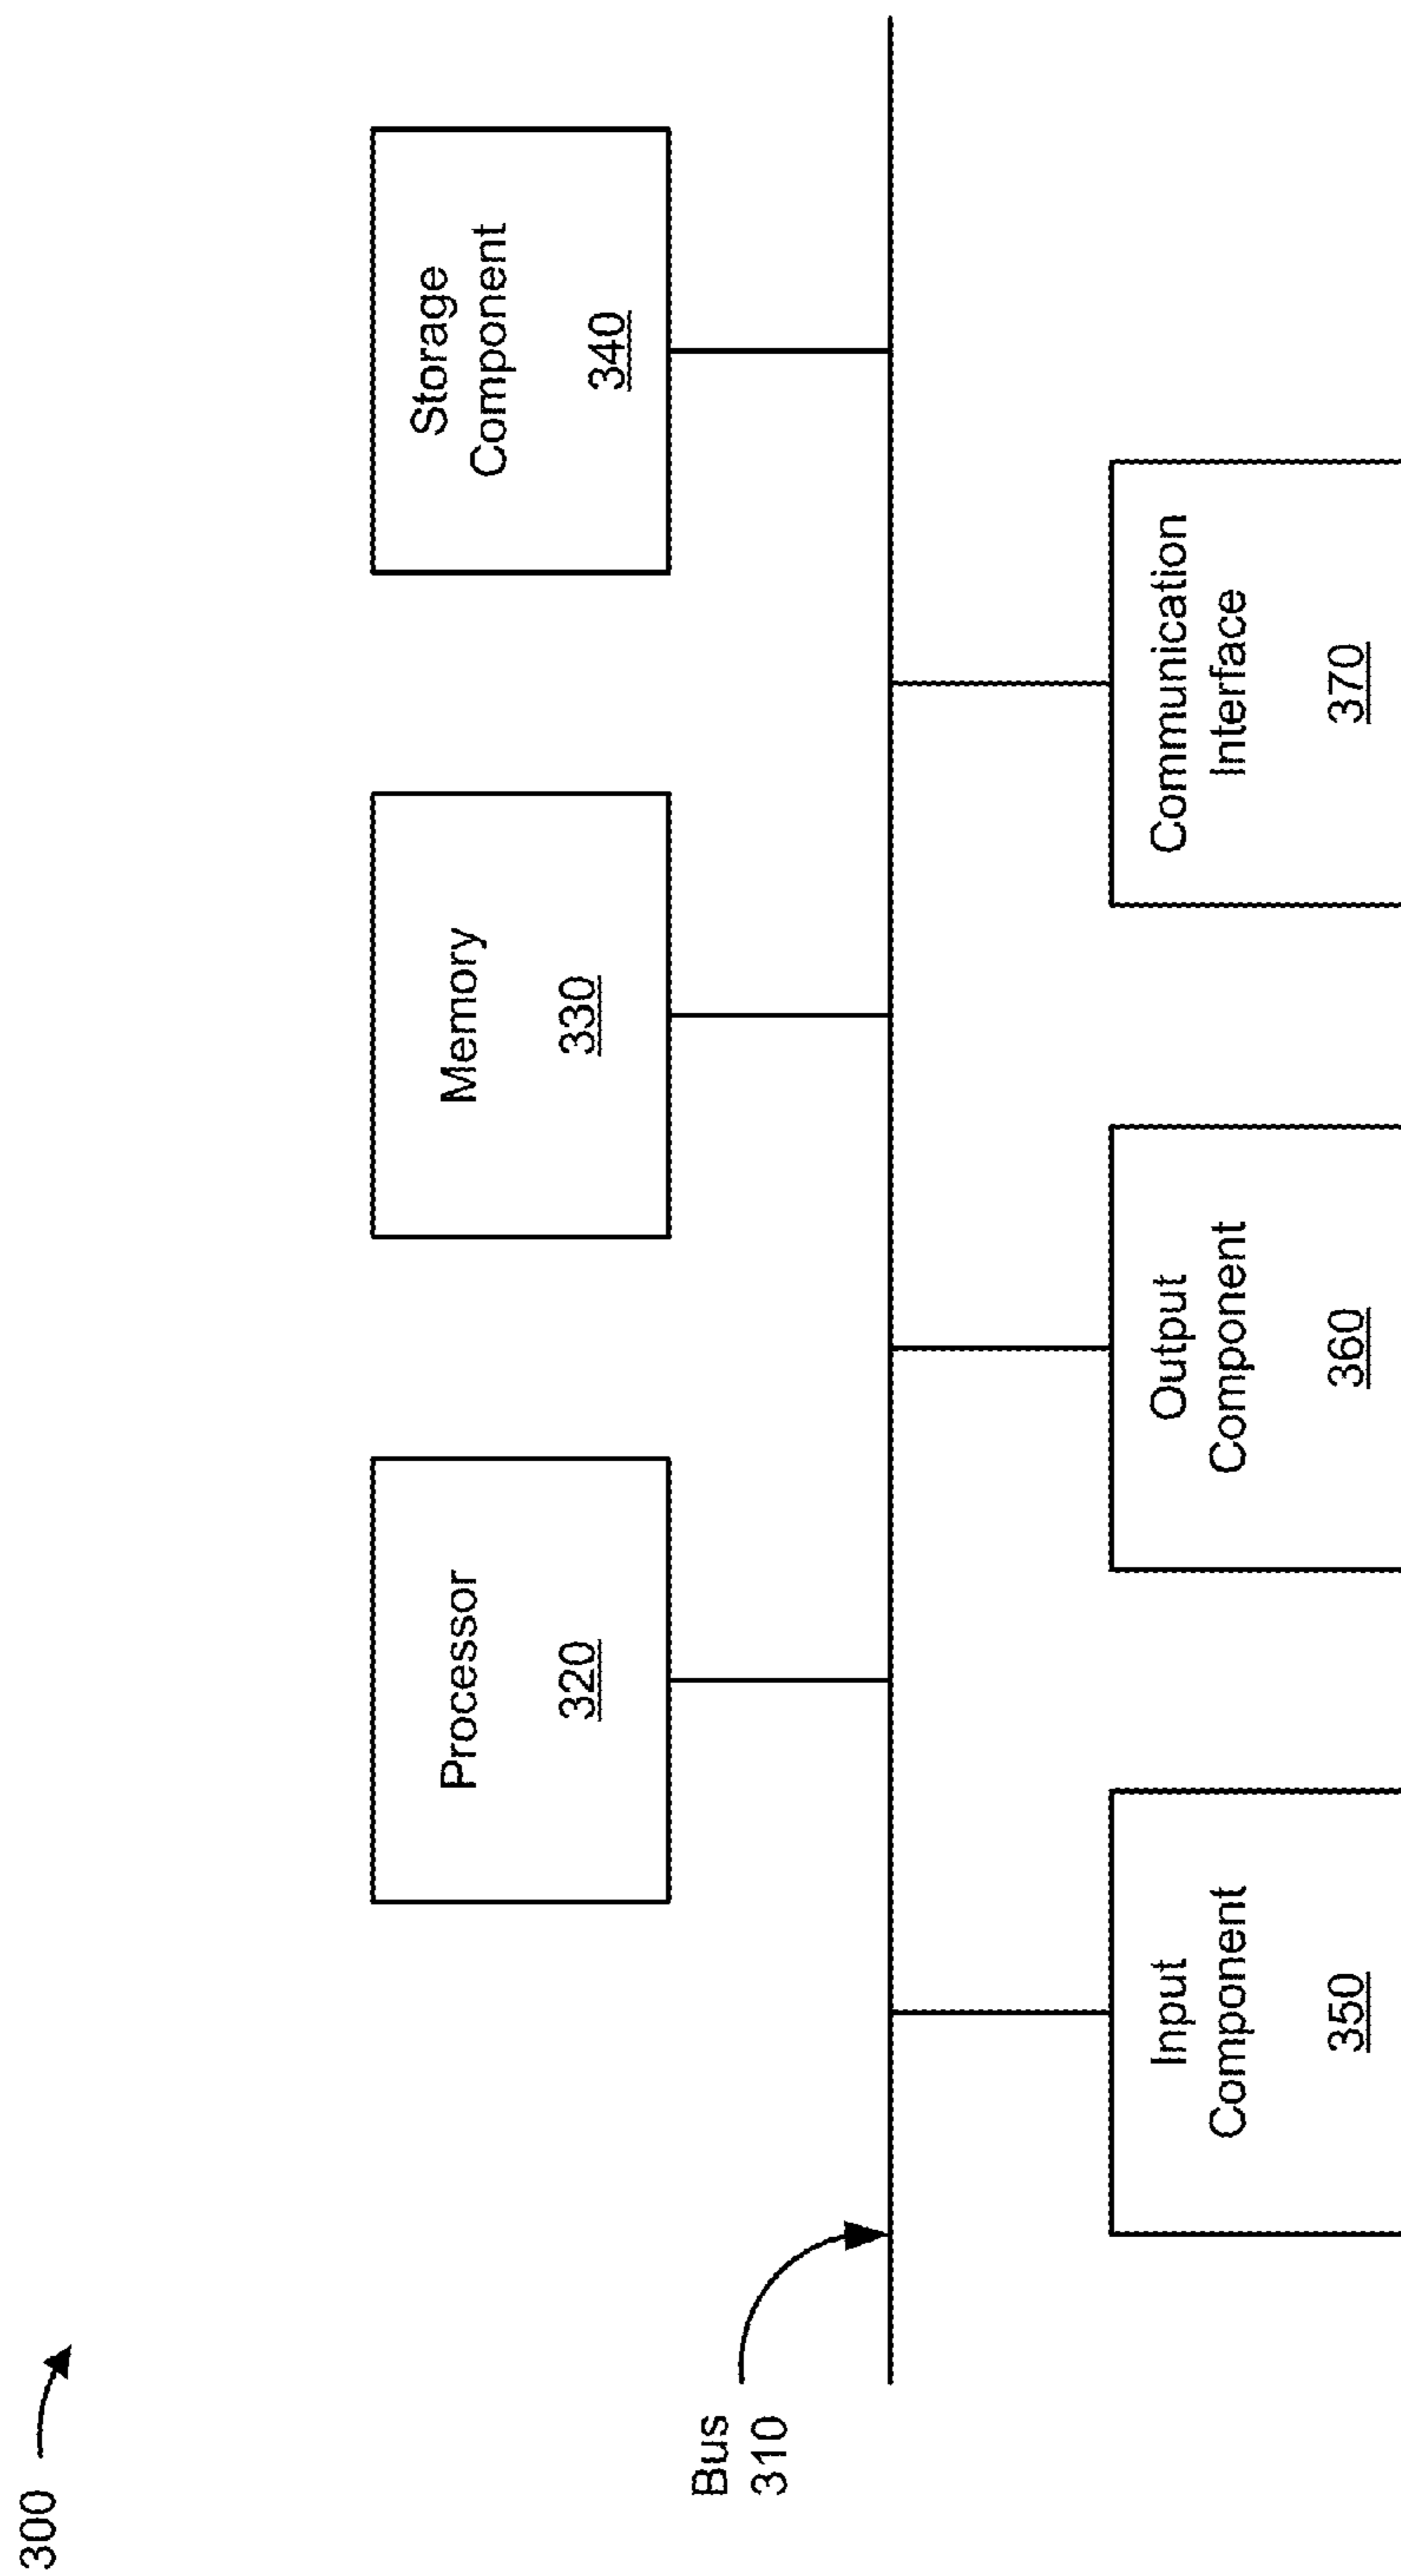 300
Processor
320
Memory
330
Storage
Component
340
Bus
310
Input
Component
350
Output
Component
360
Communication
Interface
370